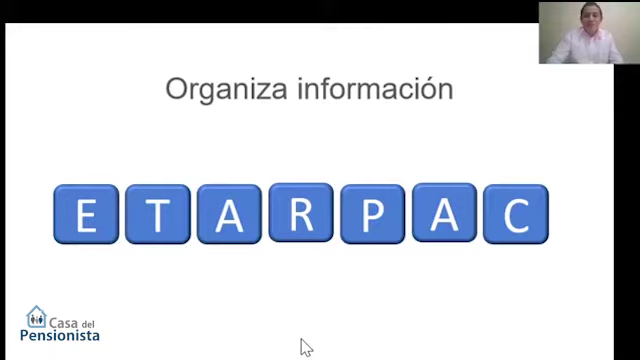 Organiza información
E T A R P A C
Casa del
Pensionista